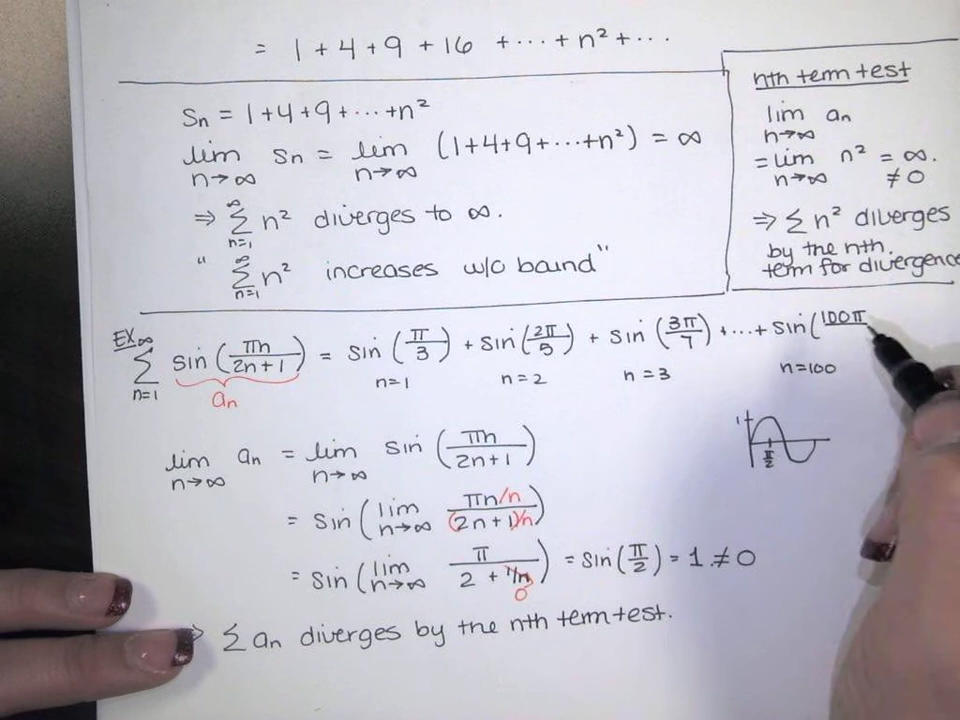 = 1 + 4 + 9 + 16 + ... + n² + ...
Sn = 1+4+9+...+n²
lim n→∞ Sn = lim n→∞ (1+4+9+...+n²) = ∞
⇒ ∞ Σ n=1 n² diverges to ∞.
" ∞ Σ n=1 n² increases w/o bound"
nth term test
lim n→∞ an
= lim n→∞ n² = ∞.
≠ 0
⇒ Σ n² diverges
by the nth.
term for divergence
EX
∞ Σ n=1 sin (πn/2n+1) = sin (π/3) + sin (2π/5) + sin (3π/7) + ... + sin (100π
an n=1 n=2 n=3 n=100
1 π/2
lim n→∞ an = lim n→∞ sin (πn/2n+1)
= sin (lim n→∞ πn/n/(2n+1)/n)
= sin (lim n→∞ π/2 + 1/n) = sin (π/2) = 1 ≠ 0
0
⇒ Σ an diverges by the nth term test.